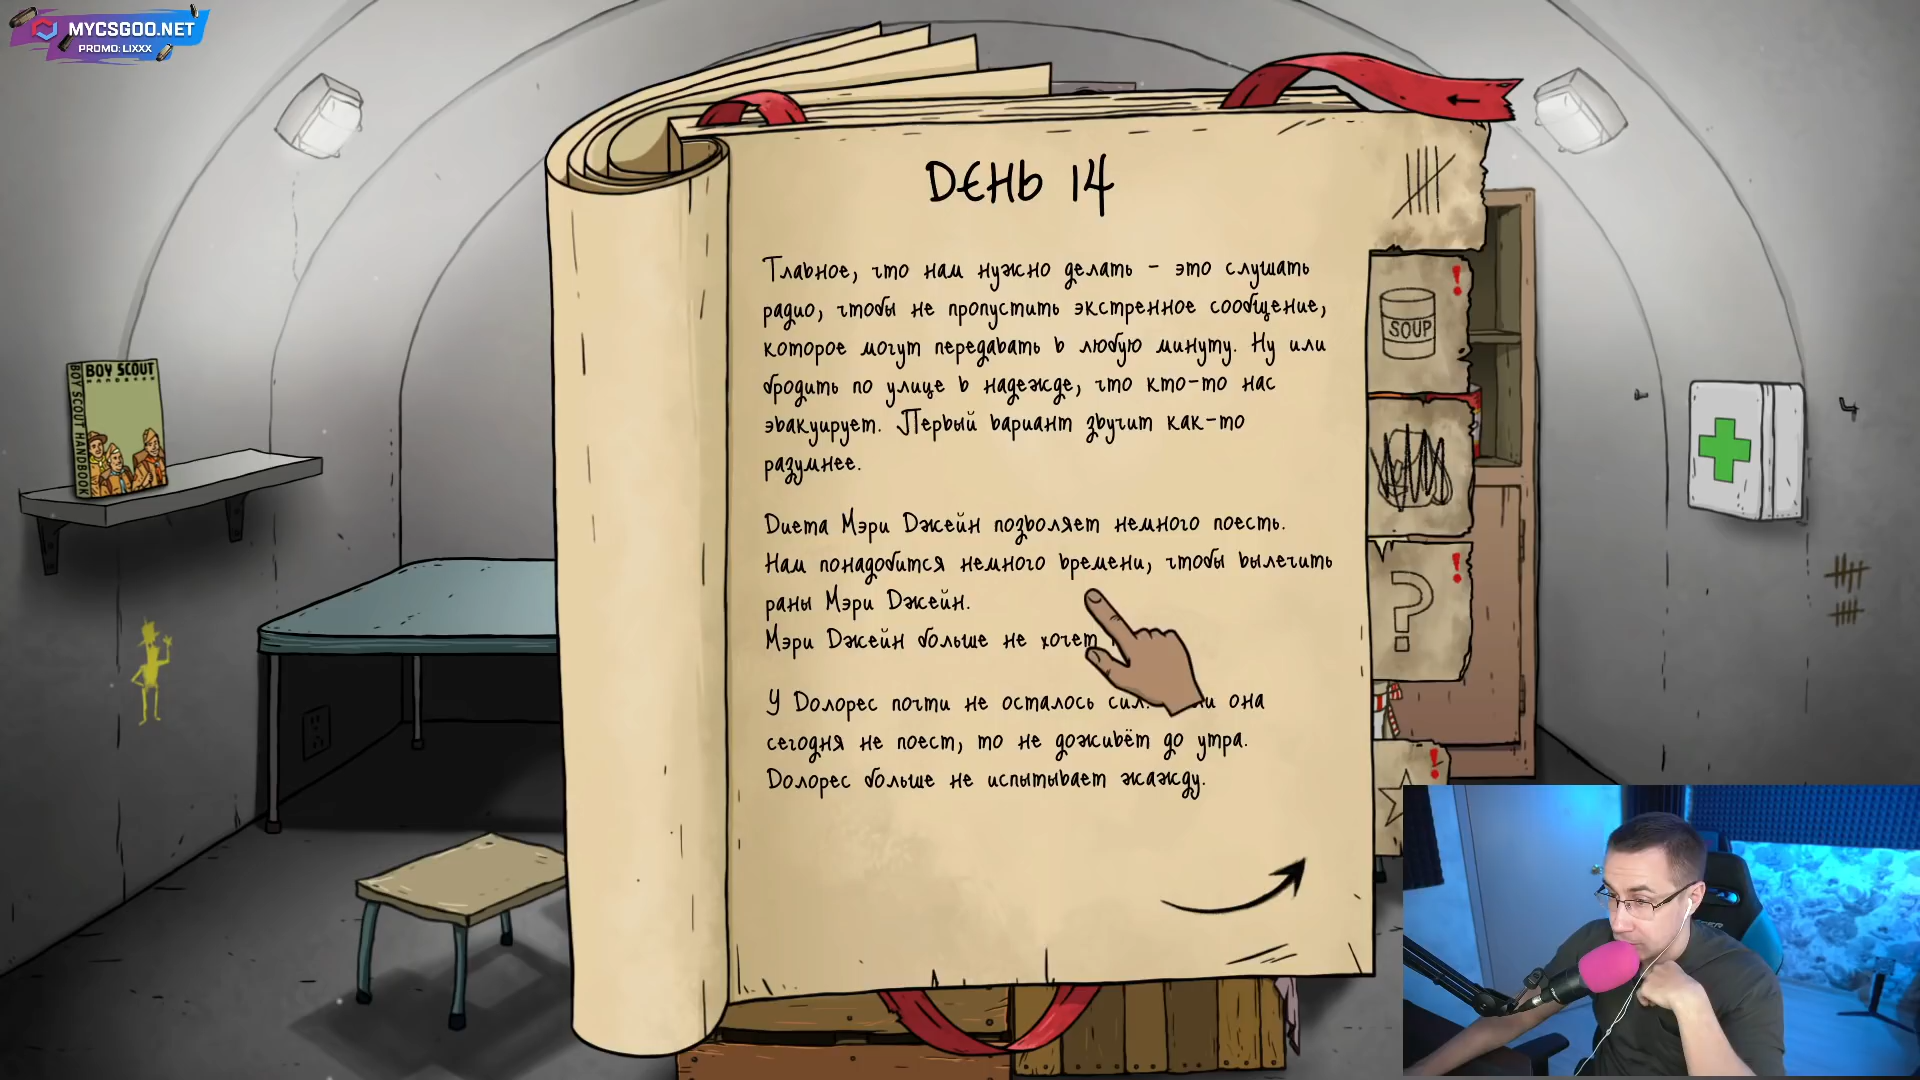 MYCSGOO.NET
PROMO: LIXXX
ДЕНЬ 14
Главное, что нам нужно делать - это слушать
радио, чтобы не пропустить экстренное сообщение,
которое могут передавать в любую минуту. Ну или
бродить по улице в надежде, что кто-то нас
эвакуирует. Первый вариант звучит как-то
разумнее.
Диета Мэри Джейн позволяет немного поесть.
Нам понадобится немного времени, чтобы вылечить
раны Мэри Джейн.
Мэри Джейн больше не хочет
У Долорес почти не осталось сил. она
сегодня не поест, то не доживёт до утра.
Долорес больше не испытывает жажду.
SOUP
!
?
!
!
BOY SCOUT
HANDBOOK
BOY SCOUT HANDBOOK